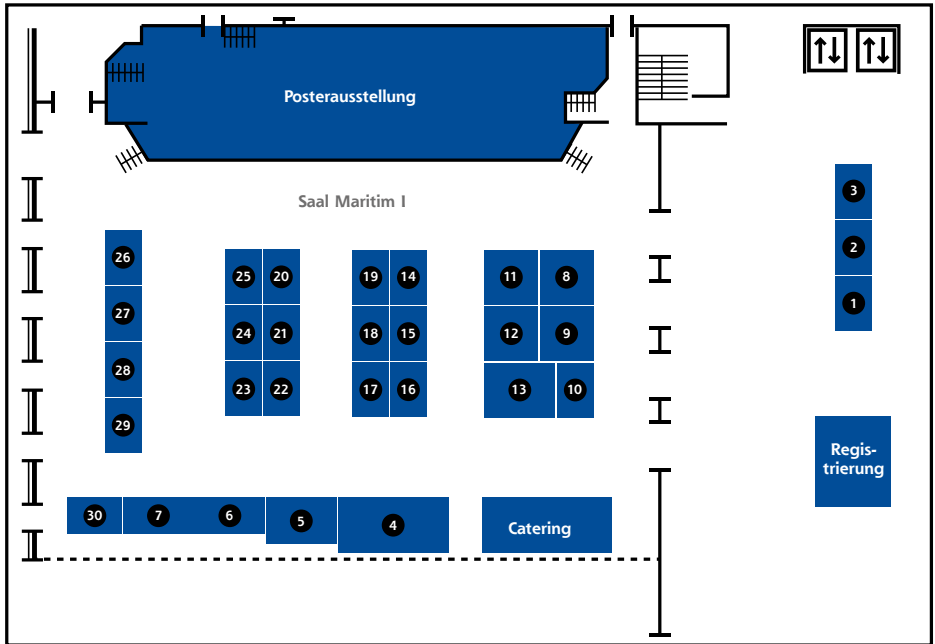 Posterausstellung
Saal Maritim I
3
2
1
26
27
28
29
25 20
24 21
23 22
19 14
18 15
17 16
11 8
12 9
13 10
Regis-
trierung
30 7 6 5 4
Catering